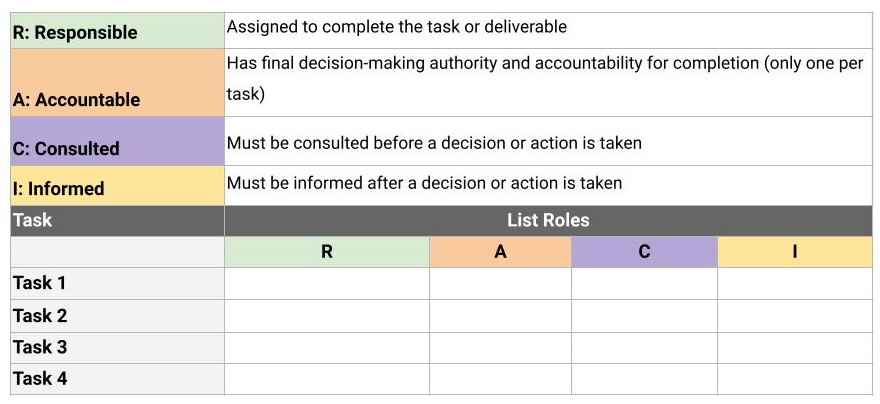 R: Responsible
Assigned to complete the task or deliverable
A: Accountable
Has final decision-making authority and accountability for completion (only one per
task)
C: Consulted
Must be consulted before a decision or action is taken
I: Informed
Must be informed after a decision or action is taken
Task
List Roles
R
A
C
I
Task 1
Task 2
Task 3
Task 4